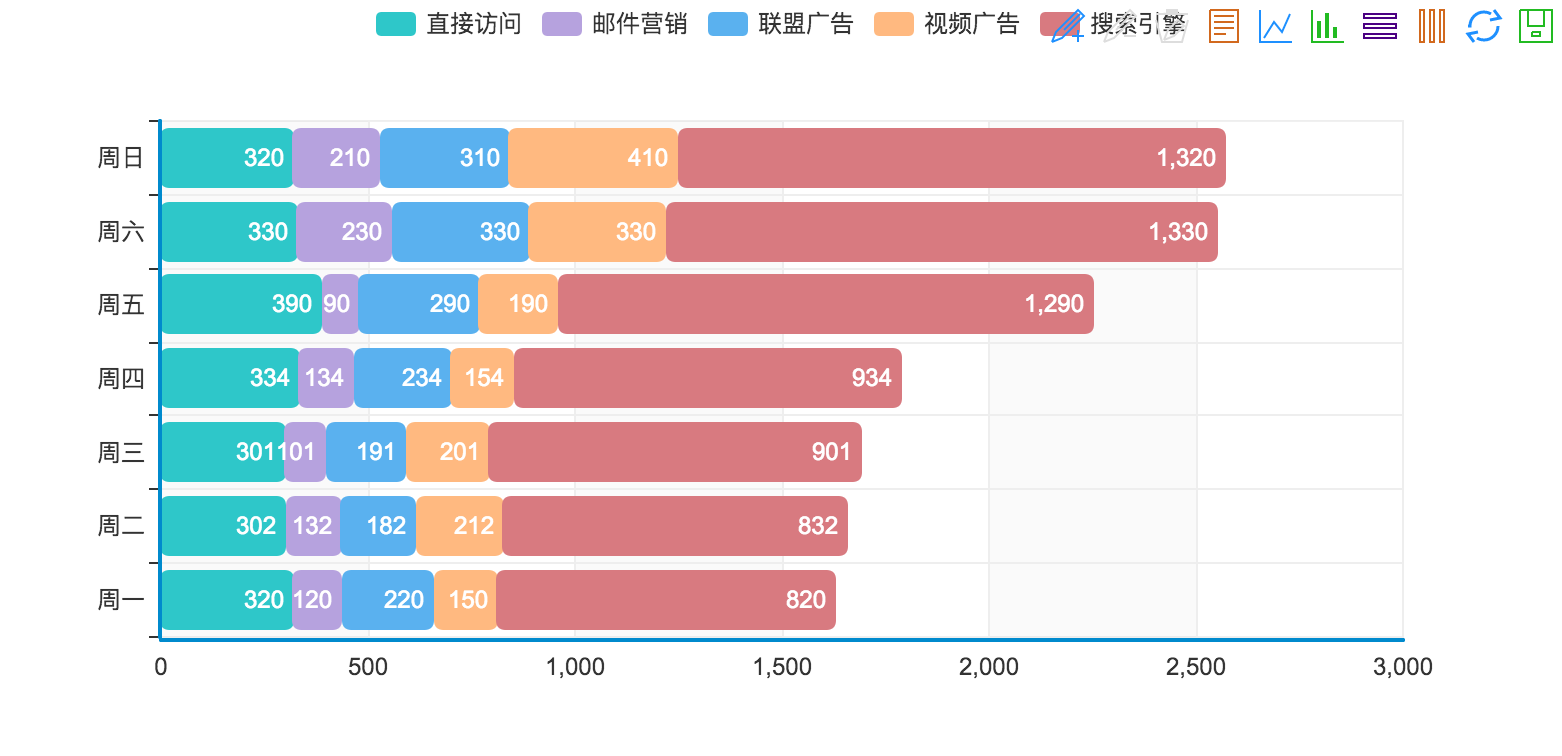 直接访问 邮件营销 联盟广告 视频广告 搜索引擎
周日 320 210 310 410 1,320
周六 330 230 330 330 1,330
周五 390 90 290 190 1,290
周四 334 134 234 154 934
周三 301 101 191 201 901
周二 302 132 182 212 832
周一 320 120 220 150 820
0 500 1,000 1,500 2,000 2,500 3,000